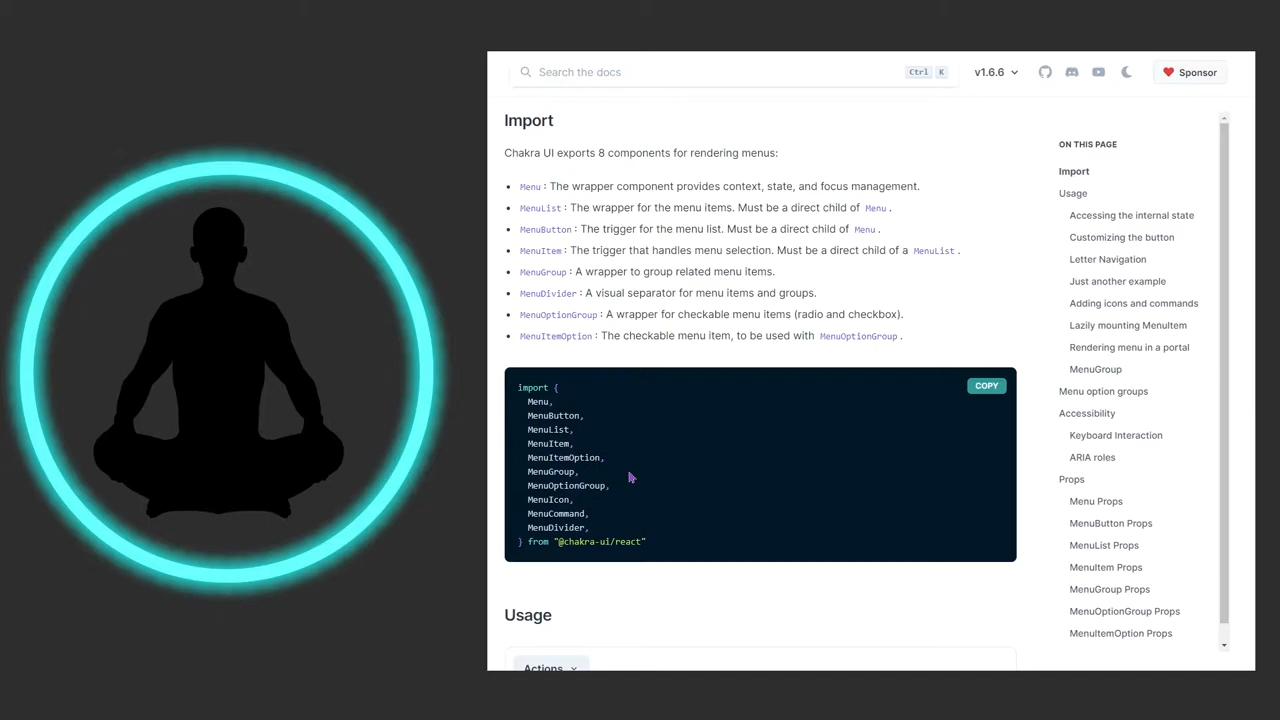 Search the docs
Ctrl K
v1.6.6
Sponsor
Import
Chakra UI exports 8 components for rendering menus:
• Menu : The wrapper component provides context, state, and focus management.
• MenuList : The wrapper for the menu items. Must be a direct child of Menu .
• MenuButton : The trigger for the menu list. Must be a direct child of Menu .
• MenuItem : The trigger that handles menu selection. Must be a direct child of a MenuList .
• MenuGroup : A wrapper to group related menu items.
• MenuDivider : A visual separator for menu items and groups.
• MenuOptionGroup : A wrapper for checkable menu items (radio and checkbox).
• MenuItemOption : The checkable menu item, to be used with MenuOptionGroup .
COPY
import {
Menu,
MenuButton,
MenuList,
MenuItem,
MenuItemOption,
MenuGroup,
MenuOptionGroup,
MenuIcon,
MenuCommand,
MenuDivider,
} from "@chakra-ui/react"
Usage
Actions
ON THIS PAGE
Import
Usage
Accessing the internal state
Customizing the button
Letter Navigation
Just another example
Adding icons and commands
Lazily mounting MenuItem
Rendering menu in a portal
MenuGroup
Menu option groups
Accessibility
Keyboard Interaction
ARIA roles
Props
Menu Props
MenuButton Props
MenuList Props
MenuItem Props
MenuGroup Props
MenuOptionGroup Props
MenuItemOption Props